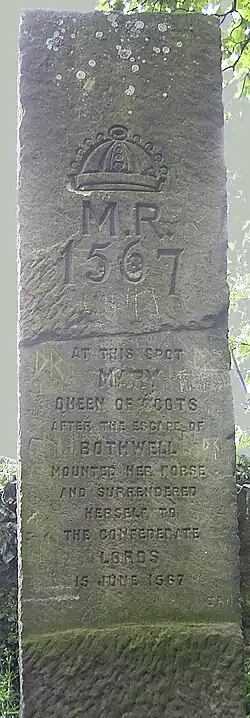 M.R.
1567
AT THIS SPOT
MARY
QUEEN OF SCOTS
AFTER THE ESCAPE OF
BOTHWELL
MOUNTED HER HORSE
AND SURRENDERED
HERSELF TO
THE CONFEDERATE
LORDS
15 JUNE 1567